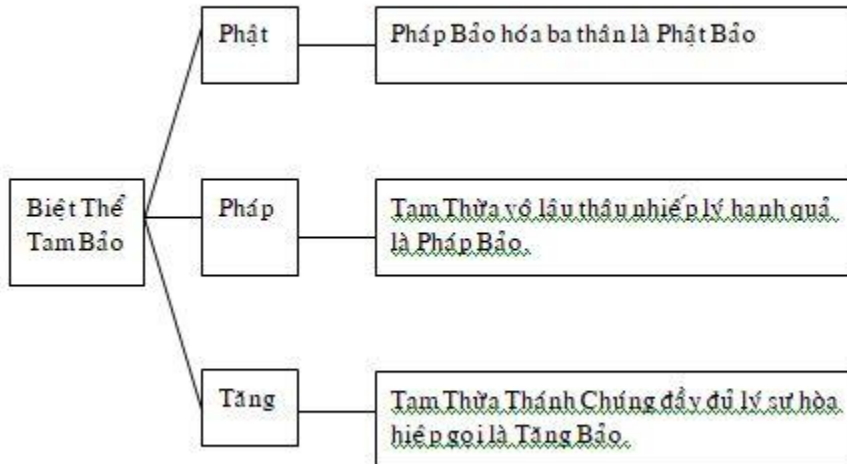 Phật
Pháp Bảo hóa ba thân là Phật Bảo
Biệt Thể
Tam Bảo
Pháp
Tam Thừa vô lâu thâu nhiếp lý hạnh quả
là Pháp Bảo.
Tăng
Tam Thừa Thánh Chúng đầy đủ lý sự hòa
hiệp gọi là Tăng Bảo.